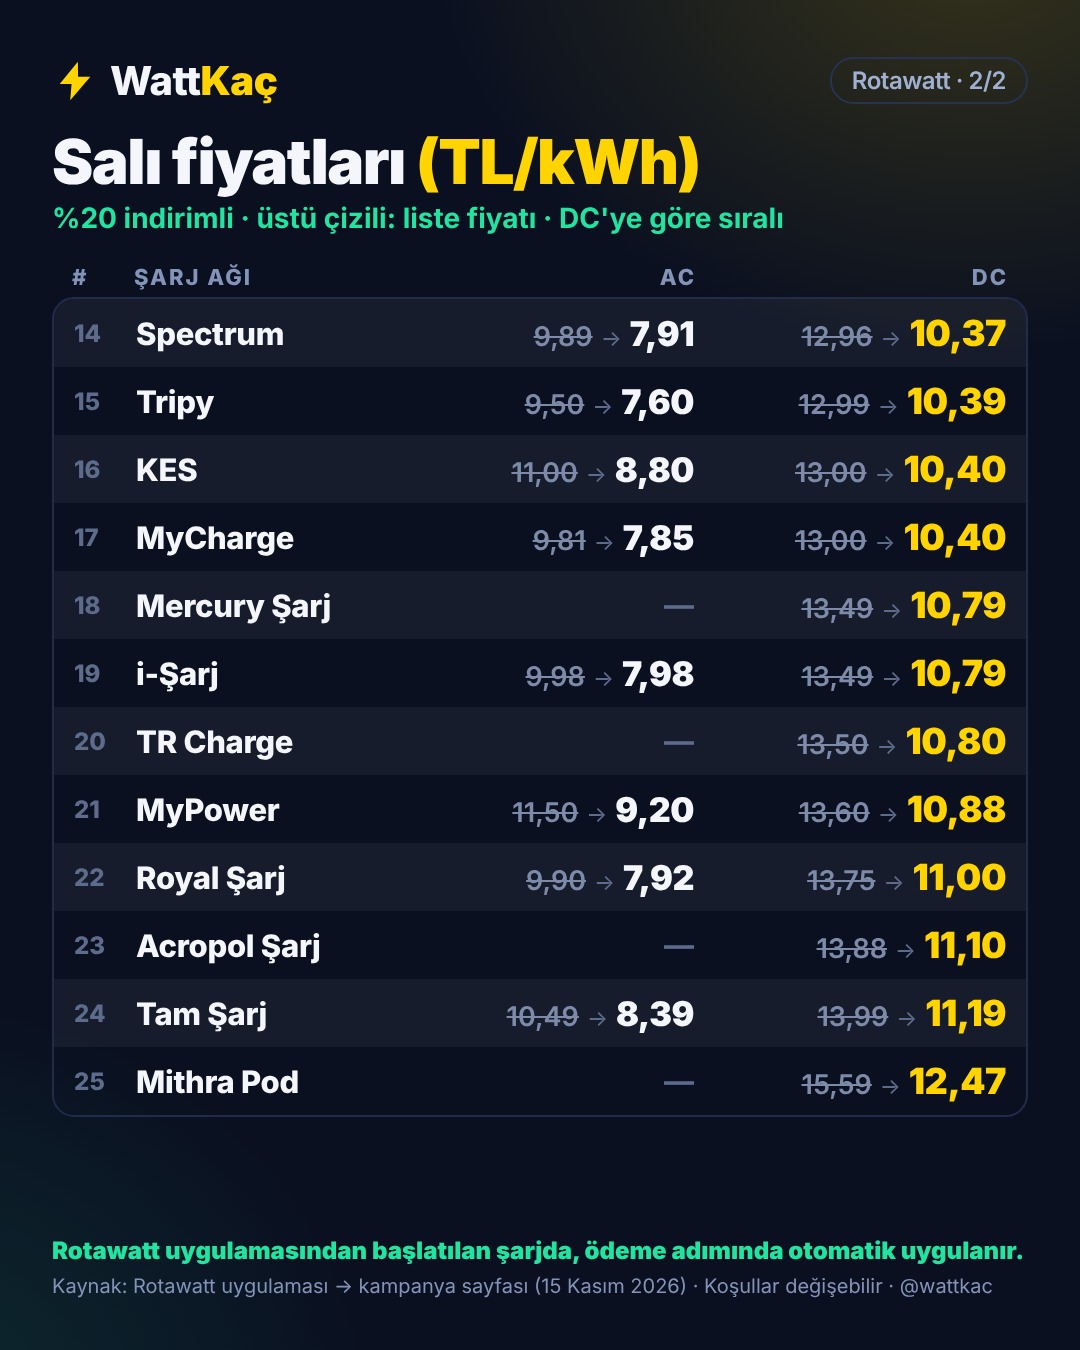 WattKaç
Rotawatt · 2/2
Salı fiyatları (TL/kWh)
%20 indirimli · üstü çizili: liste fiyatı · DC'ye göre sıralı
# ŞARJ AĞI AC DC
14 Spectrum 9,89 → 7,91 12,96 → 10,37
15 Tripy 9,50 → 7,60 12,99 → 10,39
16 KES 11,00 → 8,80 13,00 → 10,40
17 MyCharge 9,81 → 7,85 13,00 → 10,40
18 Mercury Şarj — 13,49 → 10,79
19 i-Şarj 9,98 → 7,98 13,49 → 10,79
20 TR Charge — 13,50 → 10,80
21 MyPower 11,50 → 9,20 13,60 → 10,88
22 Royal Şarj 9,90 → 7,92 13,75 → 11,00
23 Acropol Şarj — 13,88 → 11,10
24 Tam Şarj 10,49 → 8,39 13,99 → 11,19
25 Mithra Pod — 15,59 → 12,47
Rotawatt uygulamasından başlatılan şarjda, ödeme adımında otomatik uygulanır.
Kaynak: Rotawatt uygulaması → kampanya sayfası (15 Kasım 2026) · Koşullar değişebilir · @wattkac